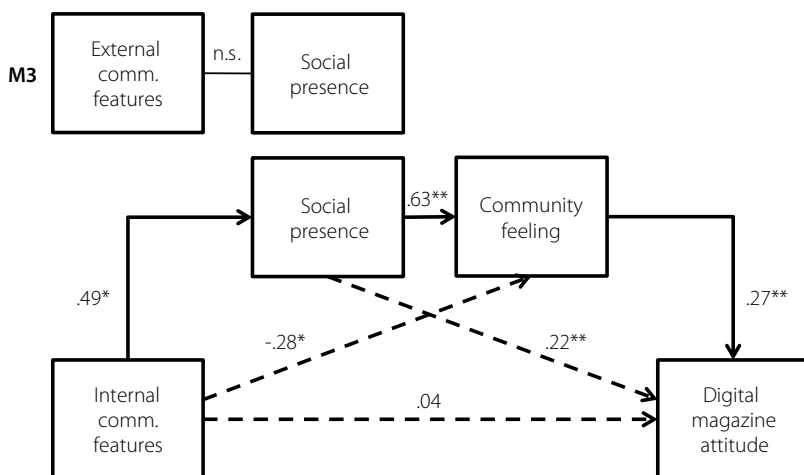 M3
External
comm.
features
n.s.
Social
presence
Social
presence
.63**
Community
feeling
.49*
-.28*
.22**
.27**
Internal
comm.
features
.04
Digital
magazine
attitude